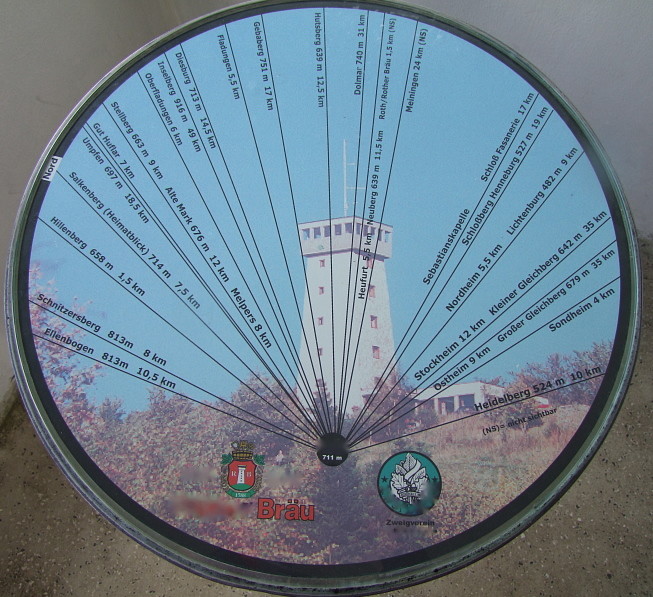 Nord
Ellenbogen 813m 10,5 km
Schnitzersberg 813m 8 km
Hillenberg 658 m 1,5 km
Salkenberg (Heimatblick) 714 m 7,5 km
Umpfen 697 m 18,5 km
Gut Huflar 7 km
Stellberg 663 m 9 km
Alte Mark 676 m 12 km
Melpers 8 km
Oberfladungen 6 km
Inselberg 916 m 49 km
Diesburg 713 m 14,5 km
Fladungen 5,5 km
Gebaberg 751 m 17 km
Hutsberg 639 m 12,5 km
Dolmar 740 m 31 km
Roth/Rother Bräu 1,5 km (NS)
Heufurt 5,5 km
Neuberg 639 m 11,5 km
Meiningen 24 km (NS)
Sebastianskapelle
Schloß Fasanerie 17 km
Schloßberg Henneburg 527 m 19 km
Nordheim 5,5 km
Lichtenburg 482 m 9 km
Stockheim 12 km
Kleiner Gleichberg 642 m 35 km
Ostheim 9 km
Großer Gleichberg 679 m 35 km
Sondheim 4 km
Heidelberg 524 m 10 km
(NS)= nicht sichtbar
711 m
Bräu
Zweigverein